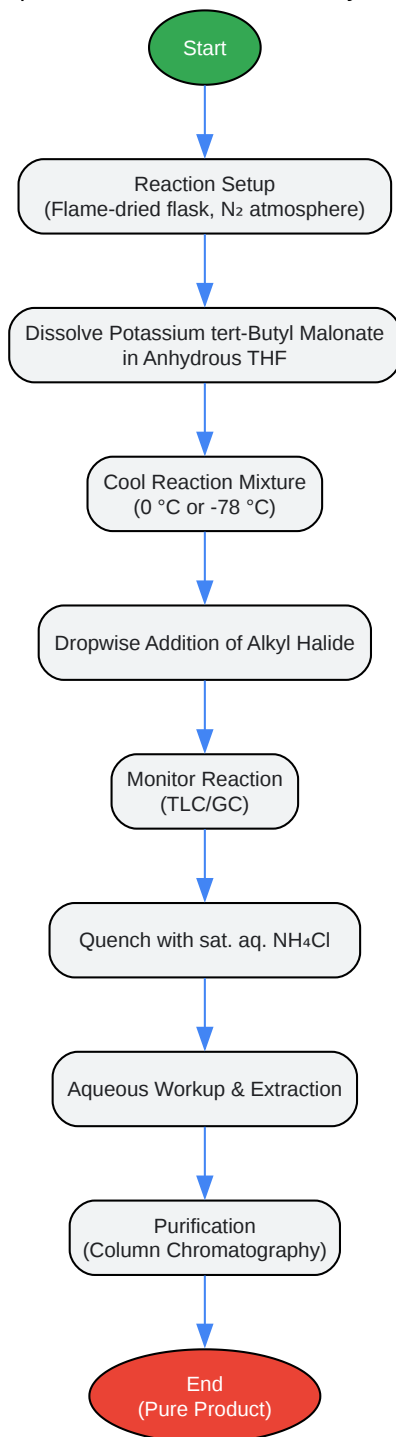 Start
Reaction Setup
(Flame-dried flask, N₂ atmosphere)
Dissolve Potassium tert-Butyl Malonate
in Anhydrous THF
Cool Reaction Mixture
(0 °C or -78 °C)
Dropwise Addition of Alkyl Halide
Monitor Reaction
(TLC/GC)
Quench with sat. aq. NH₄Cl
Aqueous Workup & Extraction
Purification
(Column Chromatography)
End
(Pure Product)